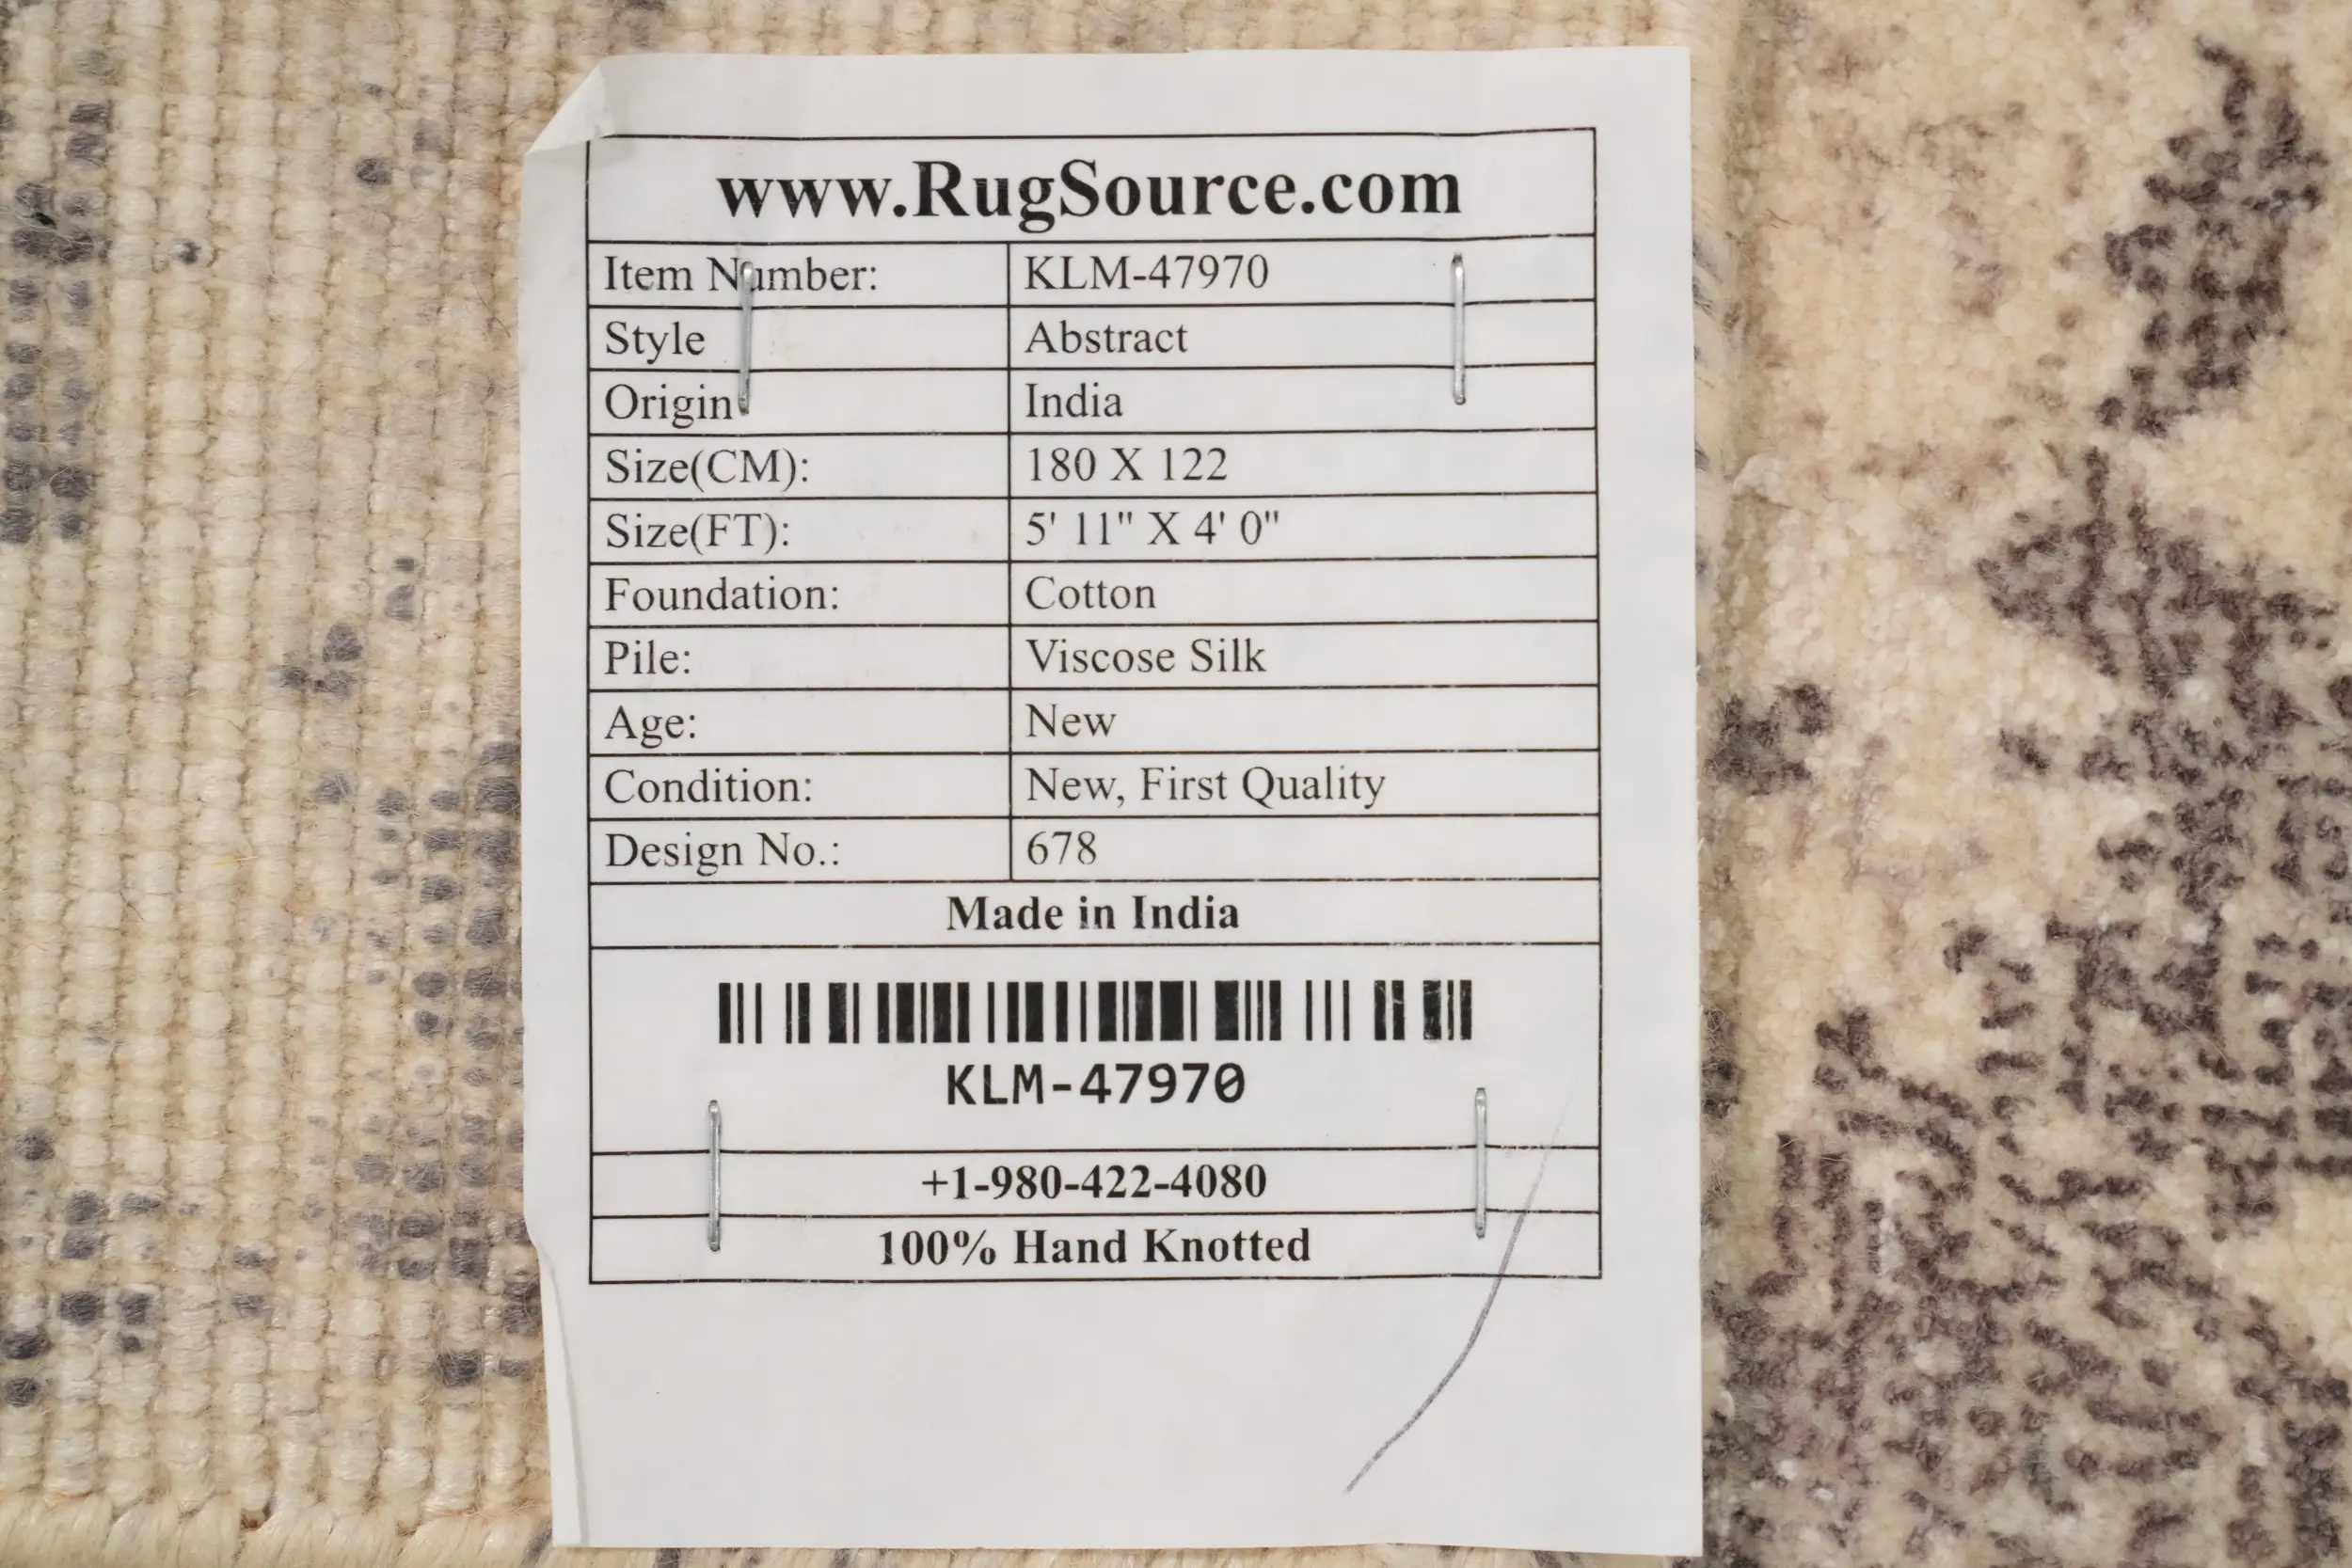 www.RugSource.com
Item Number: KLM-47970
Style Abstract
Origin India
Size(CM): 180 X 122
Size(FT): 5' 11" X 4' 0"
Foundation: Cotton
Pile: Viscose Silk
Age: New
Condition: New, First Quality
Design No.: 678
Made in India
KLM-47970
+1-980-422-4080
100% Hand Knotted